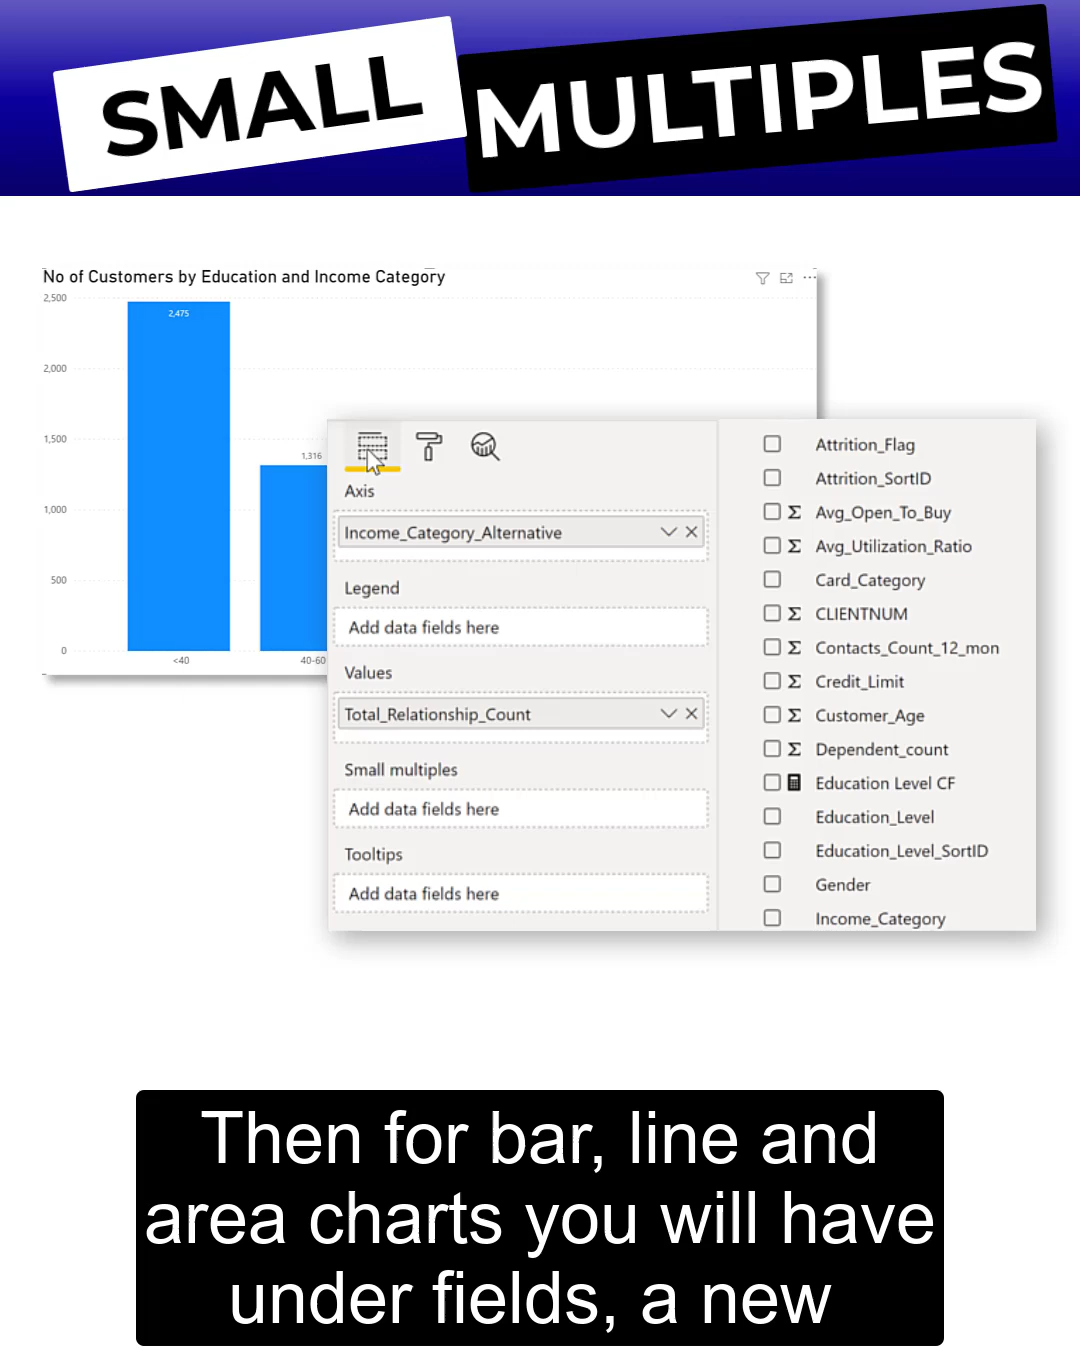 SMALL MULTIPLES
No of Customers by Education and Income Category
2,500
2,475
2,000
1,500
1,316
1,000
500
0
<40
40-60
Axis
Income_Category_Alternative
Legend
Add data fields here
Values
Total_Relationship_Count
Small multiples
Add data fields here
Tooltips
Add data fields here
Attrition_Flag
Attrition_SortID
Avg_Open_To_Buy
Avg_Utilization_Ratio
Card_Category
CLIENTNUM
Contacts_Count_12_mon
Credit_Limit
Customer_Age
Dependent_count
Education Level CF
Education_Level
Education_Level_SortID
Gender
Income_Category
Then for bar, line and
area charts you will have
under fields, a new